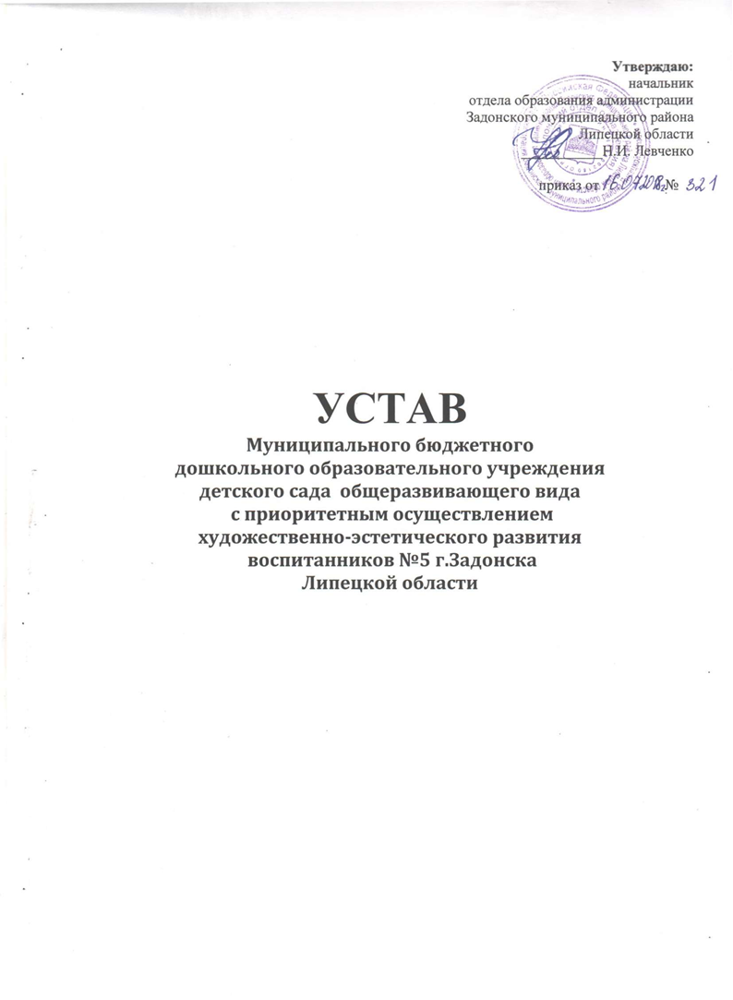 Утверждаю:
начальник
отдела образования администрации
Задонского муниципального района
Липецкой области
Н.И. Левченко
приказ от 16.07.2018г. № 321
УСТАВ
Муниципального бюджетного
дошкольного образовательного учреждения
детского сада общеразвивающего вида
с приоритетным осуществлением
художественно-эстетического развития
воспитанников №5 г.Задонска
Липецкой области